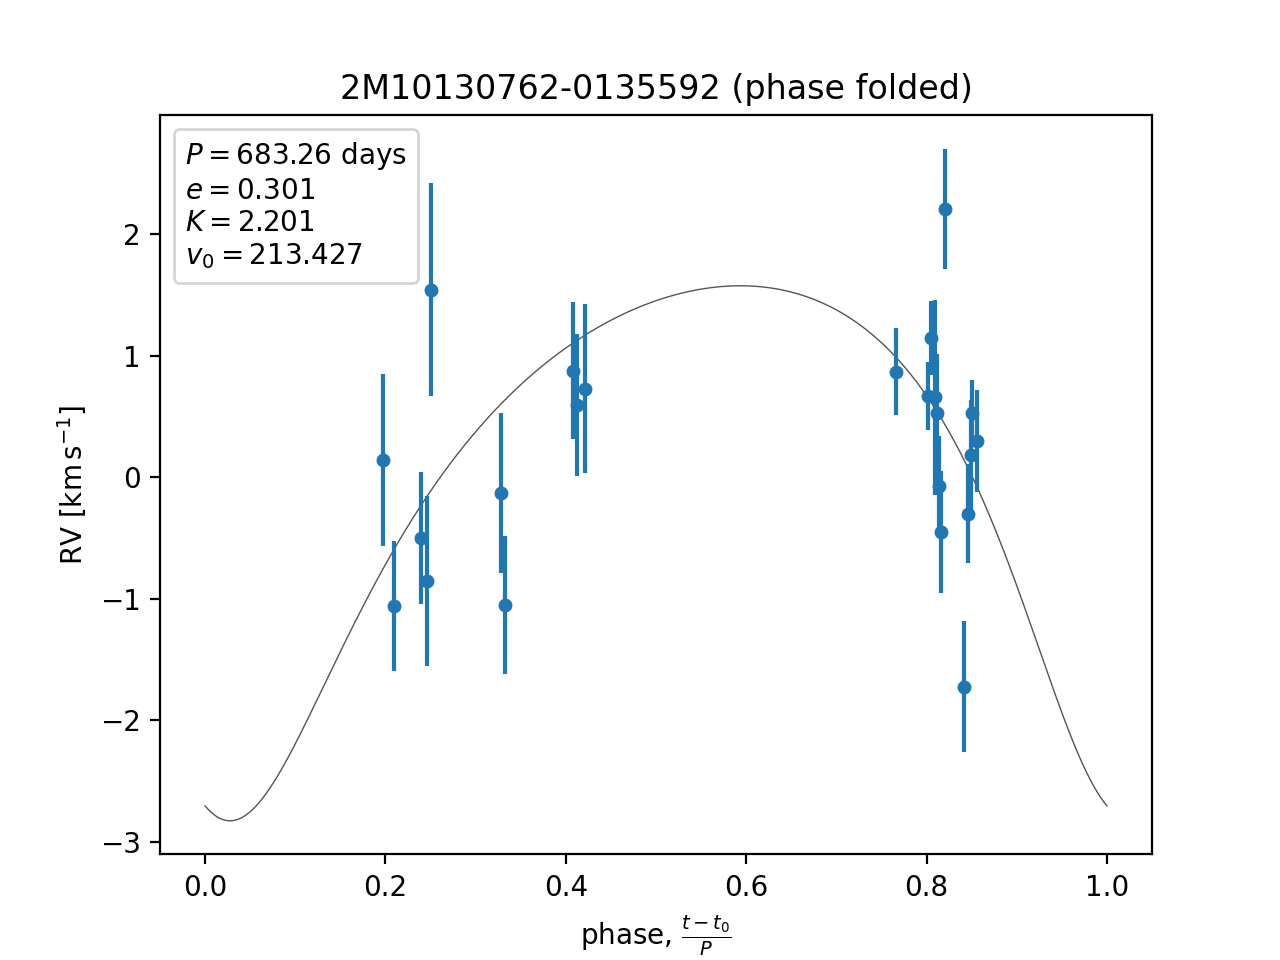 2M10130762-0135592 (phase folded)
P = 683.26 days
e = 0.301
K = 2.201
v₀ = 213.427
2
1
0
−1
−2
−3
RV [km s⁻¹]
0.0 0.2 0.4 0.6 0.8 1.0
phase, (t − t₀)/P